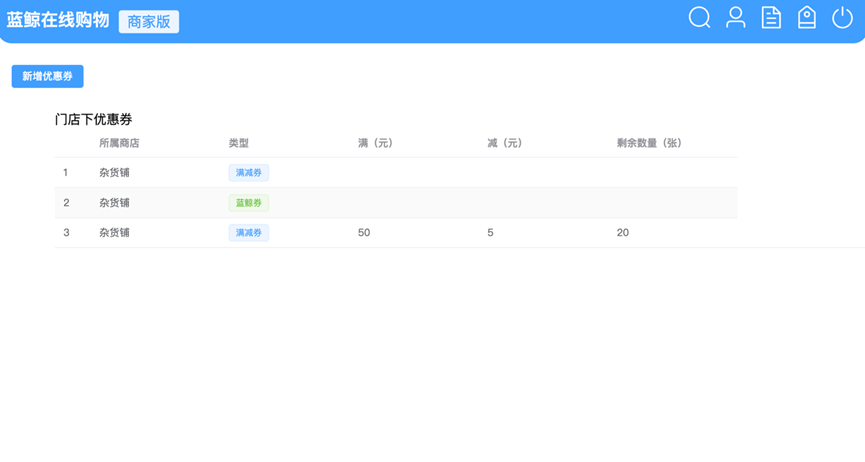 蓝鲸在线购物 商家版
新增优惠券
门店下优惠券
所属商店 类型 满（元） 减（元） 剩余数量（张）
1 杂货铺 满减券
2 杂货铺 蓝鲸券
3 杂货铺 满减券 50 5 20